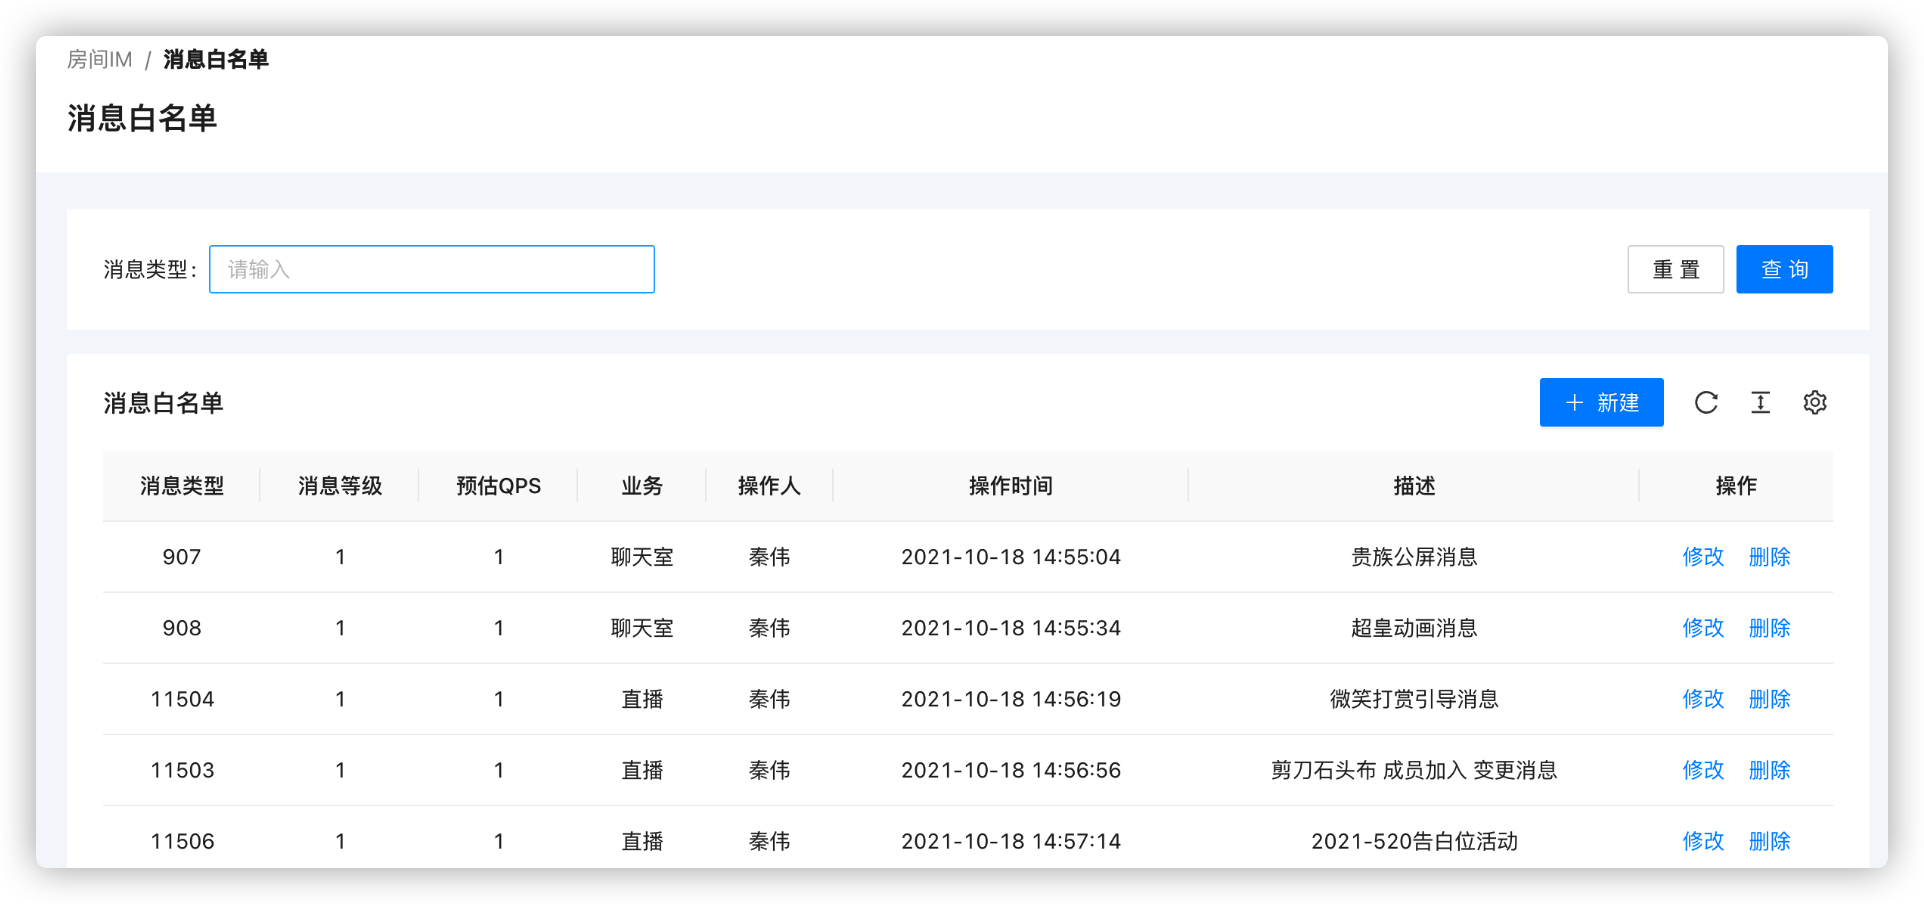 房间IM / 消息白名单
消息白名单
消息类型: 请输入 重 置 查 询
消息白名单 + 新建
消息类型 消息等级 预估QPS 业务 操作人 操作时间 描述 操作
907 1 1 聊天室 秦伟 2021-10-18 14:55:04 贵族公屏消息 修改 删除
908 1 1 聊天室 秦伟 2021-10-18 14:55:34 超皇动画消息 修改 删除
11504 1 1 直播 秦伟 2021-10-18 14:56:19 微笑打赏引导消息 修改 删除
11503 1 1 直播 秦伟 2021-10-18 14:56:56 剪刀石头布 成员加入 变更消息 修改 删除
11506 1 1 直播 秦伟 2021-10-18 14:57:14 2021-520告白位活动 修改 删除